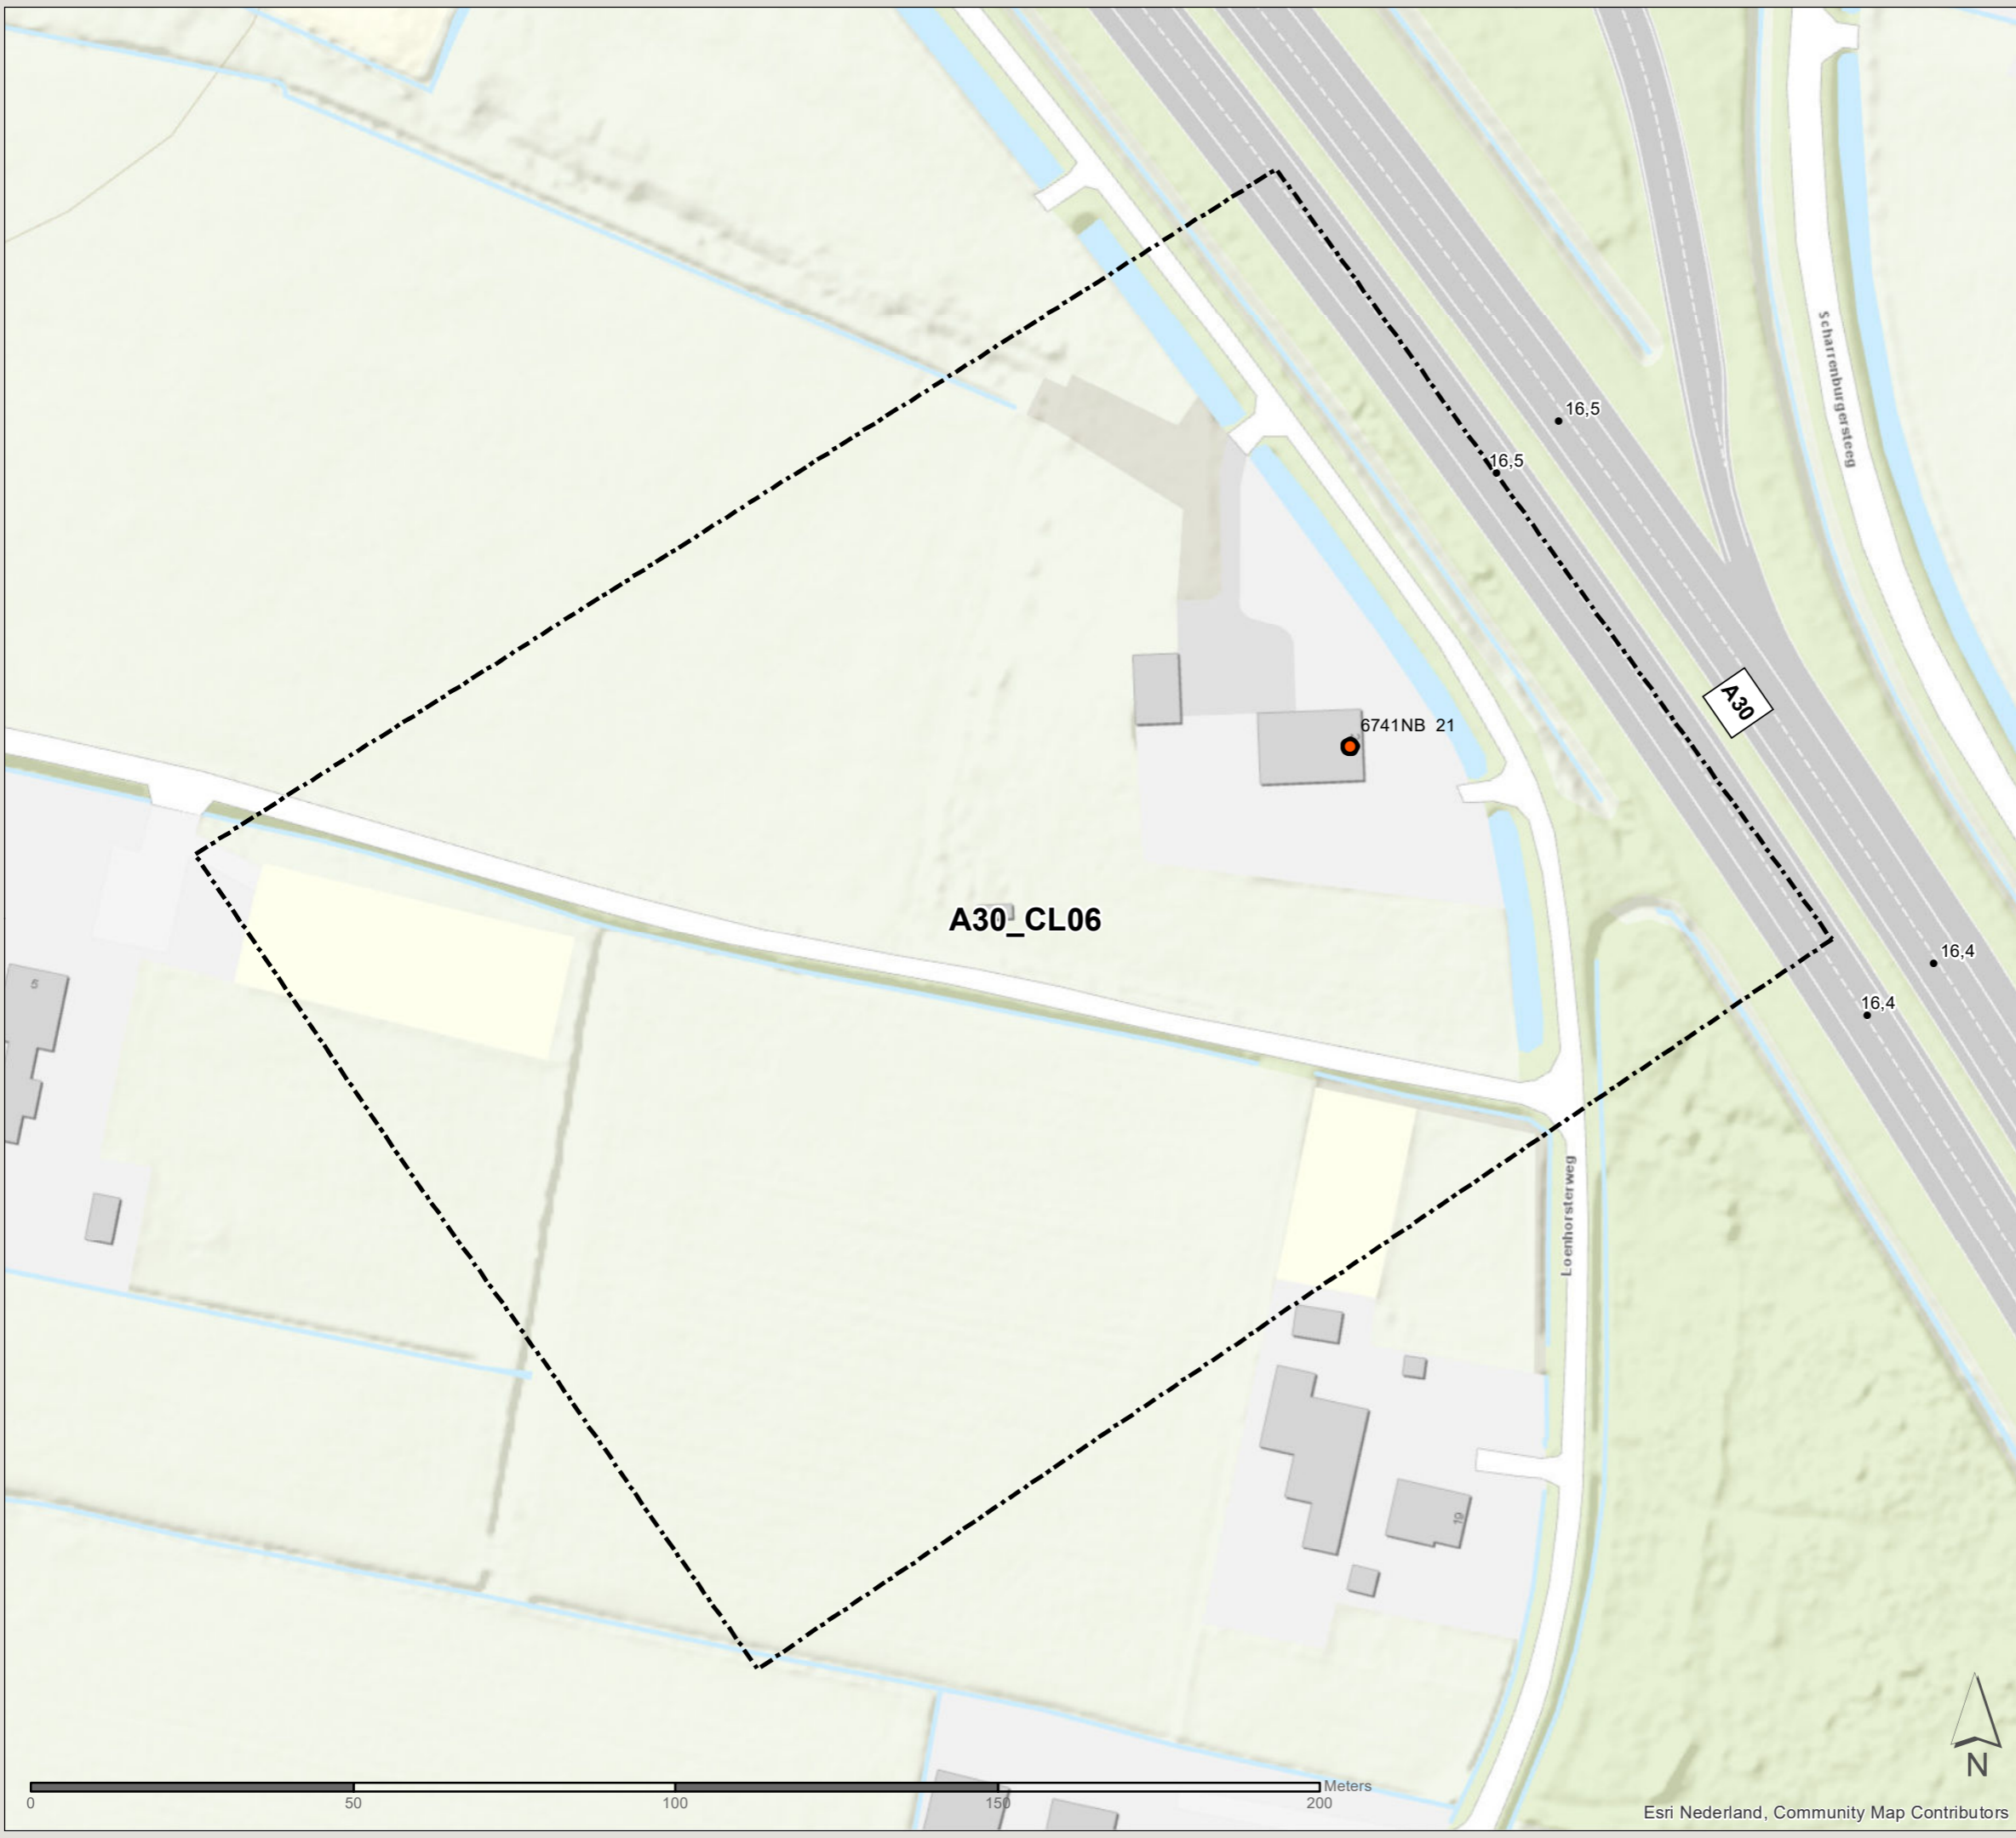 Scharrenburgersteeg
16,5
16,5
A30
6741NB 21
A30_CL06
16,4
16,4
5
Loenhorsterweg
19
N
Meters
0 50 100 150 200
Esri Nederland, Community Map Contributors